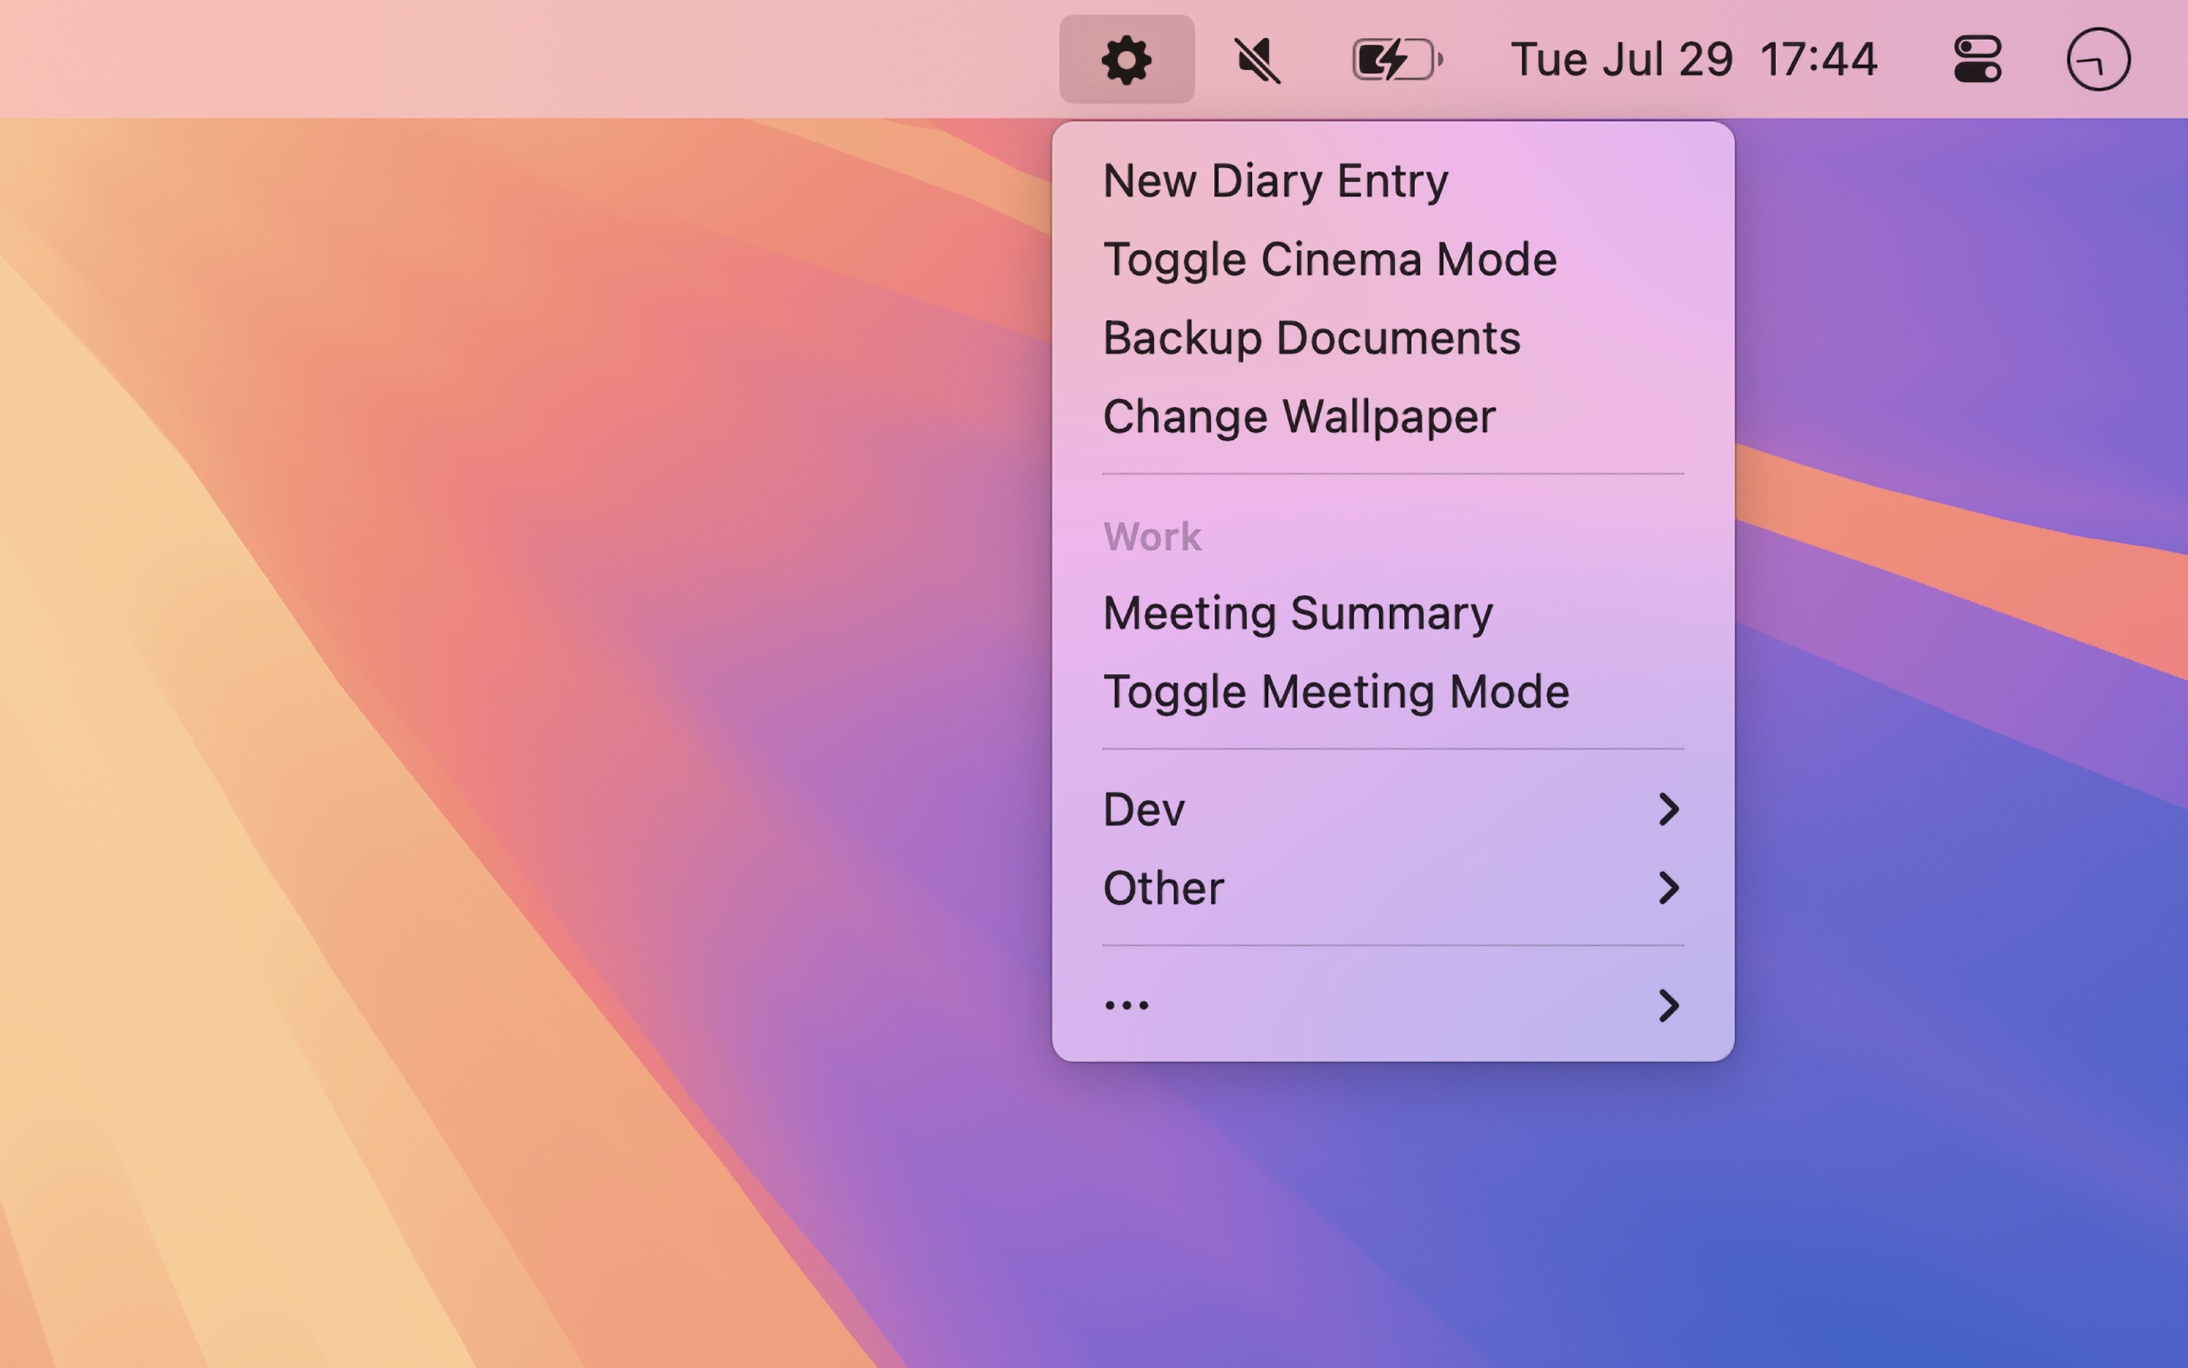 Tue Jul 29 17:44
New Diary Entry
Toggle Cinema Mode
Backup Documents
Change Wallpaper
Work
Meeting Summary
Toggle Meeting Mode
Dev
Other
...